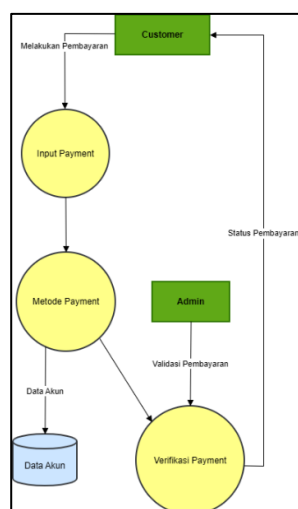 Customer
Melakukan Pembayaran
Input Payment
Status Pembayaran
Metode Payment
Admin
Validasi Pembayaran
Data Akun
Data Akun
Verifikasi Payment